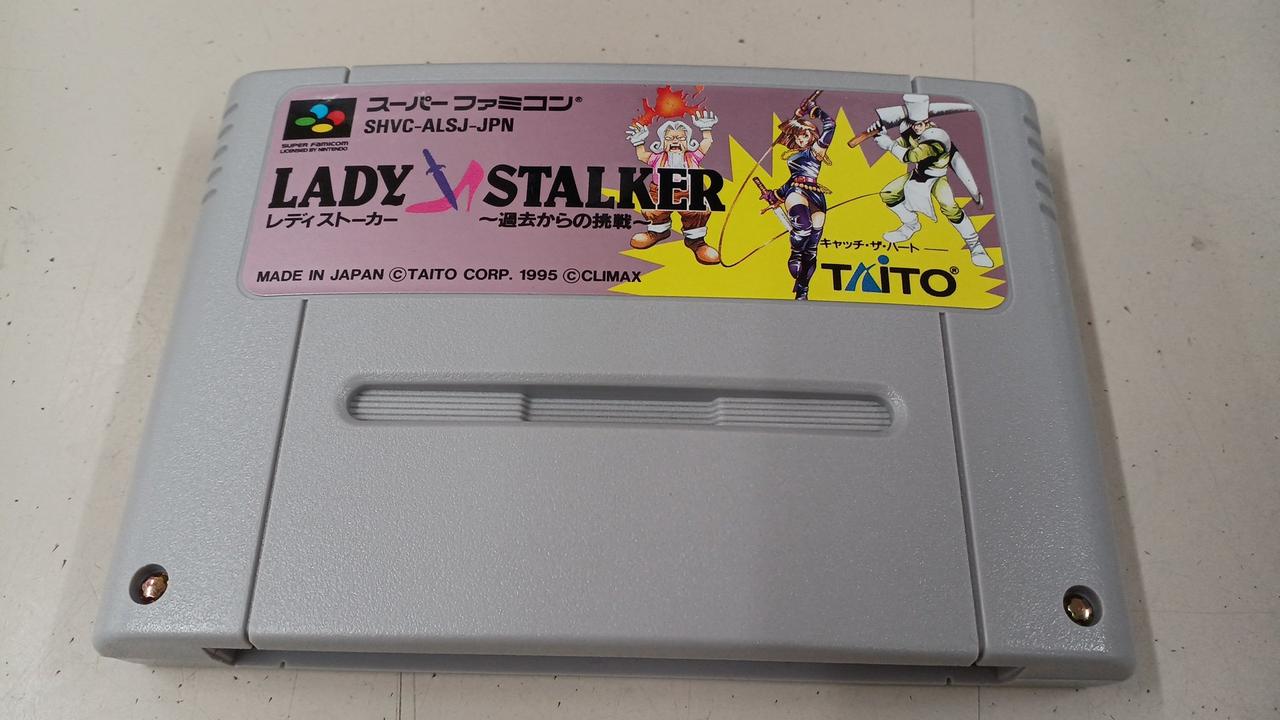 スーパーファミコン®
SHVC-ALSJ-JPN
SUPER FAMICOM
LICENSED BY NINTENDO
LADY STALKER
レディストーカー
～過去からの挑戦～
MADE IN JAPAN ©TAITO CORP. 1995 ©CLIMAX
キャッチ・ザ・ハート
TAITO®